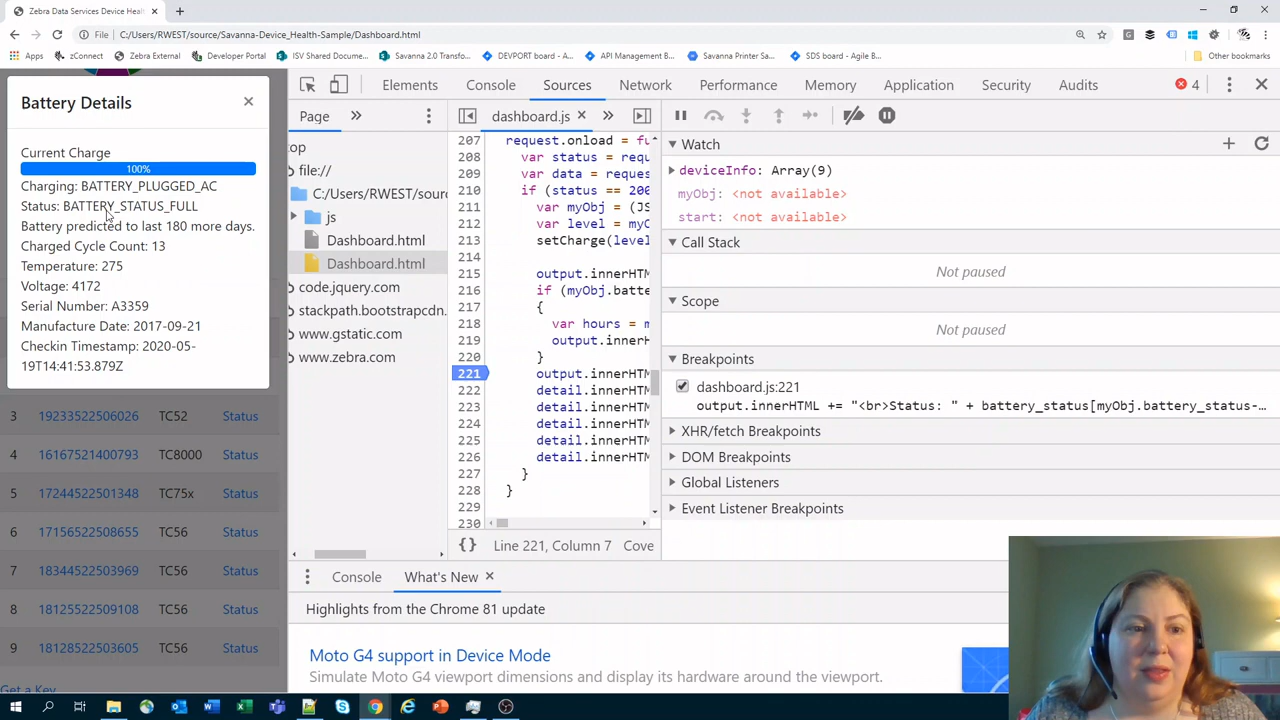 Zebra Data Services Device Heal
C:/Users/RWEST/source/Savanna-Device_Health-Sample/Dashboard.html
File
Apps
zConnect
Zebra External
Developer Portal
ISV Shared Document...
Savanna 2.0 Transfo...
DEVPORT board - A...
API Management B...
Savanna Printer Sa...
SDS board - Agile B...
Other bookmarks
Battery Details
Current Charge
100%
Charging: BATTERY_PLUGGED_AC
Status: BATTERY_STATUS_FULL
Battery predicted to last 180 more days.
Charged Cycle Count: 13
Temperature: 275
Voltage: 4172
Serial Number: A3359
Manufacture Date: 2017-09-21
Checkin Timestamp: 2020-05-
19T14:41:53.879Z
3 19233522506026 TC52 Status
4 16167521400793 TC8000 Status
5 17244522501348 TC75x Status
6 17156522508655 TC56 Status
7 18344522503969 TC56 Status
8 18125522509108 TC56 Status
9 18128522503605 TC56 Status
Get a Key
Elements
Console
Sources
Network
Performance
Memory
Application
Security
Audits
4
Page
top
file://
C:/Users/RWEST/sourc
js
Dashboard.html
Dashboard.html
code.jquery.com
stackpath.bootstrapcdn.
www.gstatic.com
www.zebra.com
dashboard.js
207 request.onload = fu
208 var status = requ
209 var data = reques
210 if (status == 200
211 var myObj = (JS
212 var level = myO
213 setCharge(level
214
215 output.innerHTM
216 if (myObj.batte
217 {
218 var hours = m
219 output.innerH
220 }
221 output.innerHTM
222 detail.innerHTM
223 detail.innerHTM
224 detail.innerHTM
225 detail.innerHTM
226 detail.innerHTM
227 }
228 }
229
230
{} Line 221, Column 7 Cove
Watch
deviceInfo: Array(9)
myObj: <not available>
start: <not available>
Call Stack
Not paused
Scope
Not paused
Breakpoints
dashboard.js:221
output.innerHTML += "<br>Status: " + battery_status[myObj.battery_status-…
XHR/fetch Breakpoints
DOM Breakpoints
Global Listeners
Event Listener Breakpoints
Console
What's New
Highlights from the Chrome 81 update
Moto G4 support in Device Mode
Simulate Moto G4 viewport dimensions and display its hardware around the viewport.